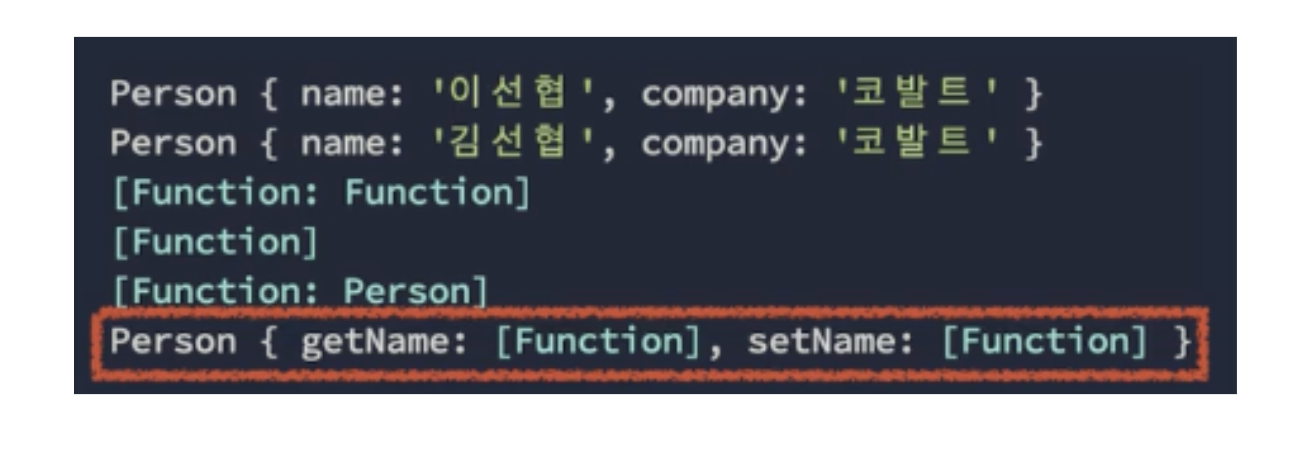 Person { name: '이선협', company: '코발트' }
Person { name: '김선협', company: '코발트' }
[Function: Function]
[Function]
[Function: Person]
Person { getName: [Function], setName: [Function] }